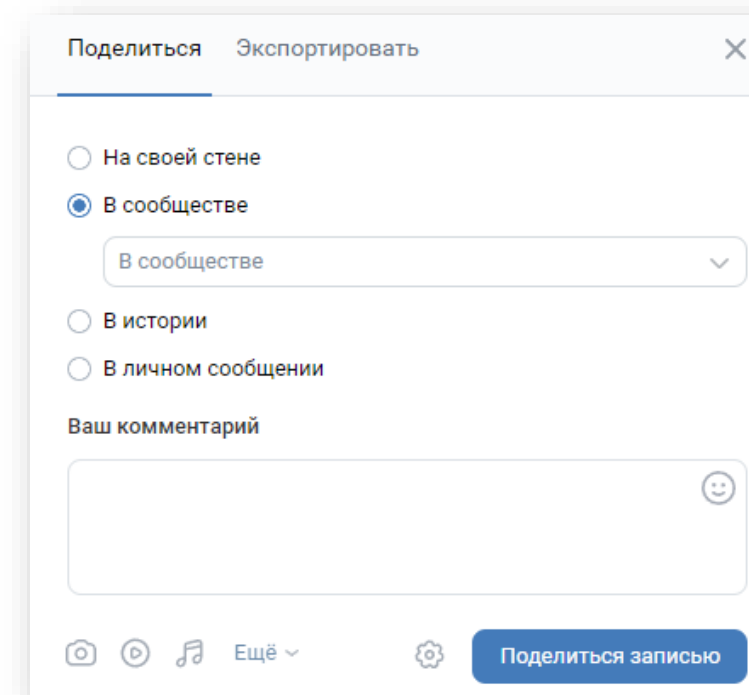 Поделиться Экспортировать
На своей стене
В сообществе
В сообществе
В истории
В личном сообщении
Ваш комментарий
Ещё
Поделиться записью